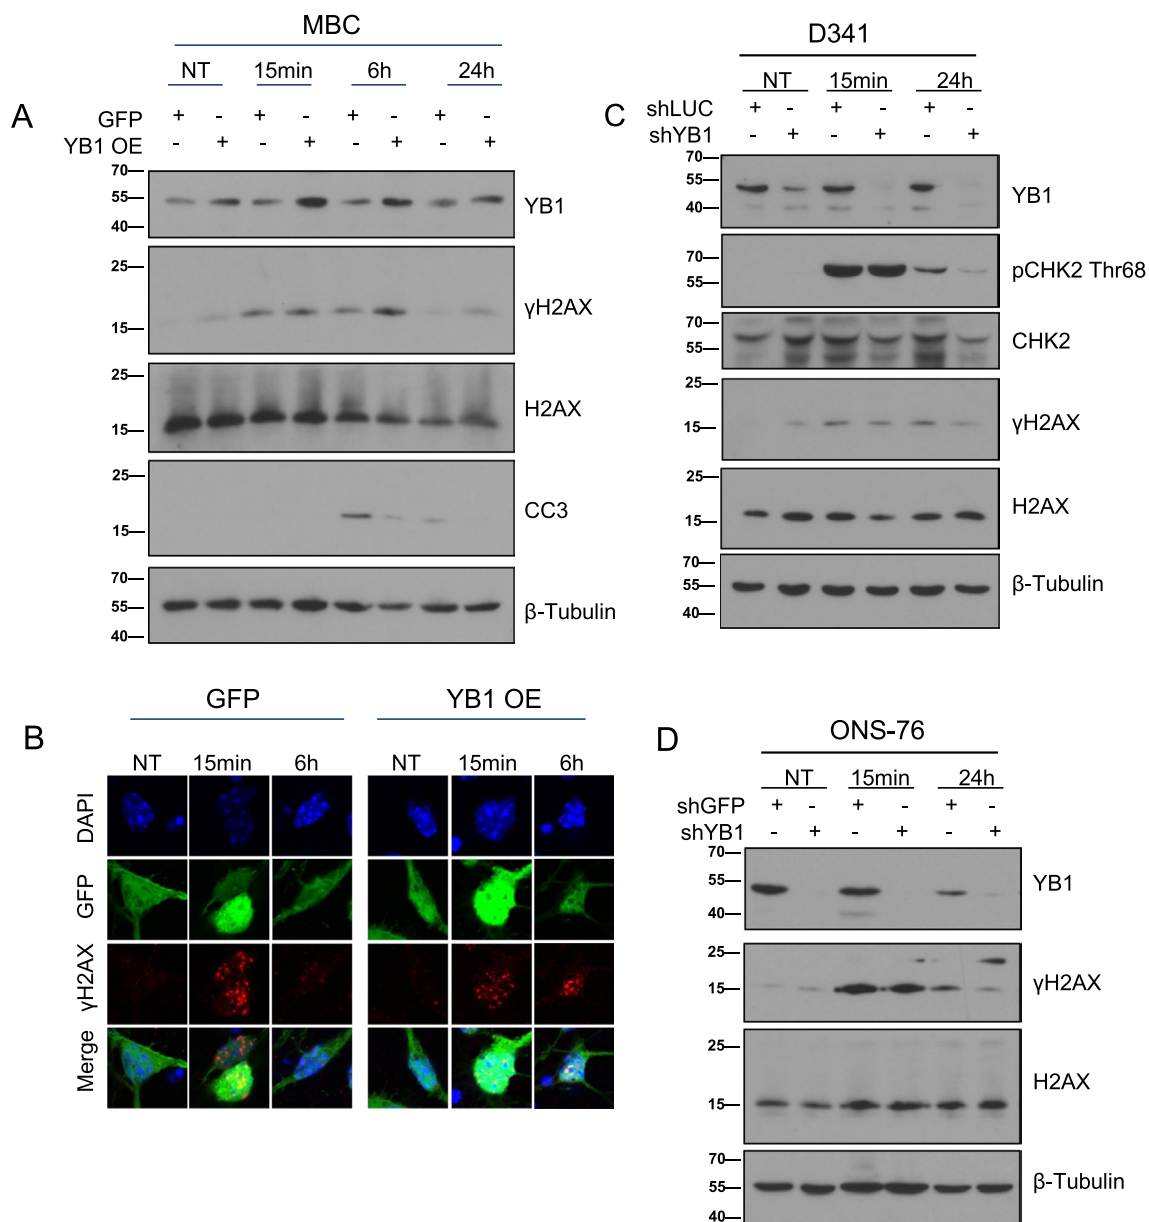 A
MBC
NT 15min 6h 24h
GFP + - + - + - + -
YB1 OE - + - + - + - +
70
55
40
YB1
25
15
γH2AX
25
15
H2AX
25
15
CC3
70
55
40
β-Tubulin
B
GFP YB1 OE
NT 15min 6h NT 15min 6h
DAPI
GFP
γH2AX
Merge
C
D341
NT 15min 24h
shLUC + - + - + -
shYB1 - + - + - +
70
55
40
YB1
70
55
pCHK2 Thr68
70
55
CHK2
25
15
γH2AX
25
15
H2AX
70
55
40
β-Tubulin
D
ONS-76
NT 15min 24h
shGFP + - + - + -
shYB1 - + - + - +
70
55
40
YB1
25
15
γH2AX
25
15
H2AX
70
55
40
β-Tubulin